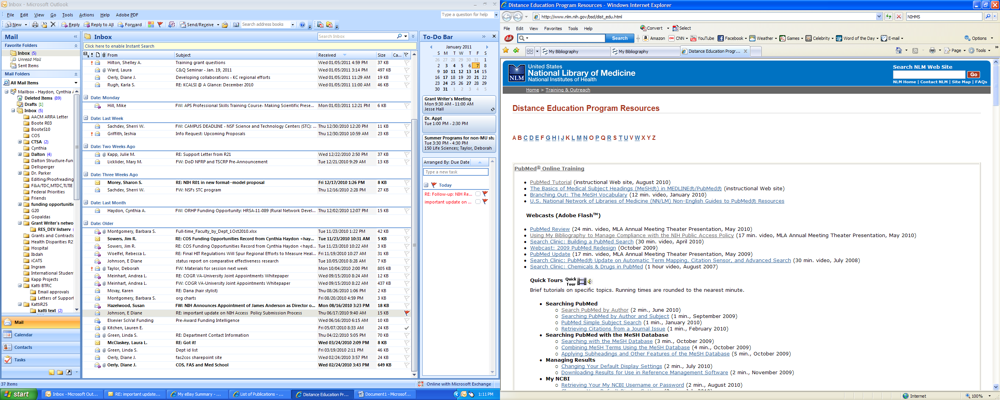 Inbox - Microsoft Outlook
File Edit View Go Tools Actions Help Adobe PDF
Type a question for help
New Reply Reply to All Forward Send/Receive Search address books
Mail
Favorite Folders
Inbox (5)
Unread Mail
Sent Items
Mail Folders
All Mail Items
Mailbox - Haydon, Cynthia A
Deleted Items (89)
Drafts [1]
Inbox (5)
AACM ARRA Letter
Boote R03
BooteS10
COS
CTSA (2)
Cynthia
Dalton (4)
Dalton Structure-fun
Dellsperger
Dr. Parker
Editing/Proofreading
F&A/TDC,MTDC,TLTIE
Federal Priorities
Friends
funding opportunitie
G20
Gopaldas
Grant Writer's netwo
RES_DEV listserv
Grants and Contracts
Health Disparities R2
Hospital
Ibdah
iCATS
Ingram
International Studen
Kapp Projects
Katti BTRC
Email approvals
Letters of Support
KattiR25
katti text (2)
Mail
Calendar
Contacts
Tasks
Inbox
Search Inbox
Click here to enable Instant Search
From Subject Received Size Ca...
Hilton, Shelley A. Training grant questions Wed 01/05/2011 4:59 PM 37 KB
Ward, Laura C&Q Seminar - Jan. 19, 2011 Wed 01/05/2011 3:14 PM 497 KB
Oerly, Diane J. Developing collaborations - KC regional efforts Wed 01/05/2011 11:29 AM 19 KB
Rugh, Karla S. RE: KCALSI @ A Glance: December 2010 Wed 01/05/2011 11:00 AM 46 KB
Date: Monday
Hill, Mike FW: APS Professional Skills Training Course- Making Scientific Prese... Mon 01/03/2011 12:21 PM 6 KB
Date: Last Week
Sachdev, Sherri W. FW: CAMPUS DEADLINE - NSF Science and Technology Centers (STC): ... Thu 12/30/2010 12:20 PM 11 KB
Griffith, Ieshia Info Request: Upcoming Proposals Thu 12/30/2010 10:59 AM 23 KB
Date: Two Weeks Ago
Kapp, Julie M. RE: Support Letter from R21 Wed 12/22/2010 2:50 PM 37 KB
Licklider, Mary M. FW: DoD NFRP and TSCRP Pre-Announcement Tue 12/21/2010 9:29 AM 13 KB
Date: Three Weeks Ago
Morey, Sharon S. RE: NIH R01 in new format--model proposal Fri 12/17/2010 1:26 PM 8 KB
Sachdev, Sherri W. FW: NSFs STC program Thu 12/16/2010 2:28 PM 27 KB
Date: Last Month
Haydon, Cynthia A. FW: ORHP Funding Opportunity: HRSA-11-089 (Rural Network Devel... Thu 12/02/2010 12:07 PM 15 KB
Date: Older
Montgomery, Barbara S. Full-time_Faculty_by_Dept_1Oct2010.xlsx Tue 11/23/2010 1:22 PM 42 KB
Sowers, Jim R. RE: COS Funding Opportunities Record from Cynthia Haydon <hay... Tue 11/23/2010 10:31 AM 5 KB
Sowers, Jim R. RE: COS Funding Opportunities Record from Cynthia Haydon <hayd... Tue 11/23/2010 10:22 AM 3 KB
Woelfel, Rebecca L. RE: Final HIT Regulations Will Spur Regional Efforts to Measure Heal... Fri 11/19/2010 10:27 AM 31 KB
Johnson, E Diane status report on comparative effectiveness research Tue 10/05/2010 8:28 AM 7 KB
Taylor, Deborah FW: Materials for session next week Mon 10/04/2010 2:00 PM 805 KB
Meinhart, Andrea L. RE: COGR VA-University Joint Appointments Whitepaper Wed 09/15/2010 8:24 AM 12 KB
Meinhart, Andrea L. FW: COGR VA-University Joint Appointments Whitepaper Wed 09/15/2010 8:22 AM 437 KB
Mcvay, Karen RE: Dana (hair stylist) Thu 08/26/2010 1:06 PM 2 KB
Montgomery, Barbara S. org charts Fri 08/20/2010 4:59 PM 3 KB
Hazelwood, Susan FW: NIH Announces Appointment of James Anderson as Director o... Mon 08/16/2010 3:23 PM 18 KB
Johnson, E Diane RE: important update on NIH Access Policy Submission Process Thu 06/17/2010 9:40 AM 15 KB
Elsevier SciVal Funding Pre-Award Funding Intelligence Wed 06/16/2010 6:15 AM 10 KB
Kitchen, Lauren E. Fri 05/07/2010 8:33 AM 24 KB
Green, Linda S. RE: Department Contact Information Thu 04/22/2010 5:05 PM 70 KB
McClaskey, Laura L. RE: Got it! Wed 03/24/2010 2:09 PM 8 KB
Green, Linda S. Dept id list Fri 03/19/2010 2:11 PM 46 KB
Oerly, Diane J. fas2cos sharepoint site Wed 02/24/2010 3:57 PM 24 KB
Oerly, Diane J. COS, FAS and Med School Wed 02/24/2010 3:43 PM 649 KB
To-Do Bar
January 2011
S M T W T F S
26 27 28 29 30 31 1
2 3 4 5 6 7 8
9 10 11 12 13 14 15
16 17 18 19 20 21 22
23 24 25 26 27 28 29
30 31 1 2 3 4 5
Grant Writer's Meeting
Mon 9:30 AM - 11:00 AM
Jesse Hall
Dr. Appt
Tue 1:00 PM - 2:30 PM
Summer Programs for non-MU stu
Tue 3:30 PM - 4:30 PM
150 Life Sciences; Taylor, Deborah
Arranged By: Due Date
Type a new task
Today
RE: Follow-up: NIH Re...
important update on ...
37 Items
Online with Microsoft Exchange
start Inbox - Microsoft Out... RE: important update... My eBay Summary - ... List of Publications - ... Distance Education Pr... Document1 - Microsof... 1:11 PM
Distance Education Program Resources - Windows Internet Explorer
http://www.nlm.nih.gov/bsd/dist_edu.html
NIHMS
File Edit View Favorites Tools Help Convert Select
Ask Search Amazon CNN YouTube Facebook Weather Games Celebrity Word of the Day E-mail Options
My Bibliography My Bibliography Distance Education Progr... Page Tools
NLM
United States
National Library of Medicine
National Institutes of Health
Search NLM Web Site
Go
NLM Home | Contact NLM | Site Map | FAQs
Home > Training & Outreach
Distance Education Program Resources
A B C D E F G H I J K L M N O P Q R S T U V W X Y Z
PubMed® Online Training
PubMed Tutorial (instructional Web site, August 2010)
The Basics of Medical Subject Headings (MeSH®) in MEDLINE®/PubMed® (instructional Web site)
Branching Out: The MeSH Vocabulary (12 min. video, January 2010)
U.S. National Network of Libraries of Medicine (NN/LM) Non-English Guides to PubMed® Resources
Webcasts (Adobe Flash™)
PubMed Review (24 min. video, MLA Annual Meeting Theater Presentation, May 2010)
Using My Bibliography to Manage Compliance with the NIH Public Access Policy (17 min. video, MLA Annual Meeting Theater Presentation, May 2010)
Search Clinic: Building a PubMed Search (30 min. video, April 2010)
Webcast: 2009 PubMed Redesign (October 2009)
PubMed Update (17 min. video, MLA Annual Meeting Theater Presentation, May 2009)
Search Clinic: PubMed® Update on Automatic Term Mapping, Citation Sensor, and Advanced Search (30 min. video, July 2008)
Search Clinic: Chemicals & Drugs in PubMed (1 hour video, August 2007)
Quick Tours Quick Tour
Brief tutorials on specific topics. Running times are rounded to the nearest minute.
Searching PubMed
Search PubMed by Author (2 min., June 2010)
Searching PubMed by Author and Subject (1 min., September 2009)
PubMed Simple Subject Search (1 min., January 2010)
Retrieving Citations from a Journal Issue (1 min., February 2010)
Searching PubMed with the MeSH Database
Searching with the MeSH Database (3 min., October 2009)
Combining MeSH Terms Using the MeSH Database (4 min., October 2009)
Applying Subheadings and Other Features of the MeSH Database (5 min., October 2009)
Managing Results
Changing Your Default Display Settings (2 min., July 2010)
Downloading Results for Use in Reference Management Software (2 min., November 2009)
My NCBI
Retrieving Your My NCBI Username or Password (2 min., August 2010)
Internet 100%